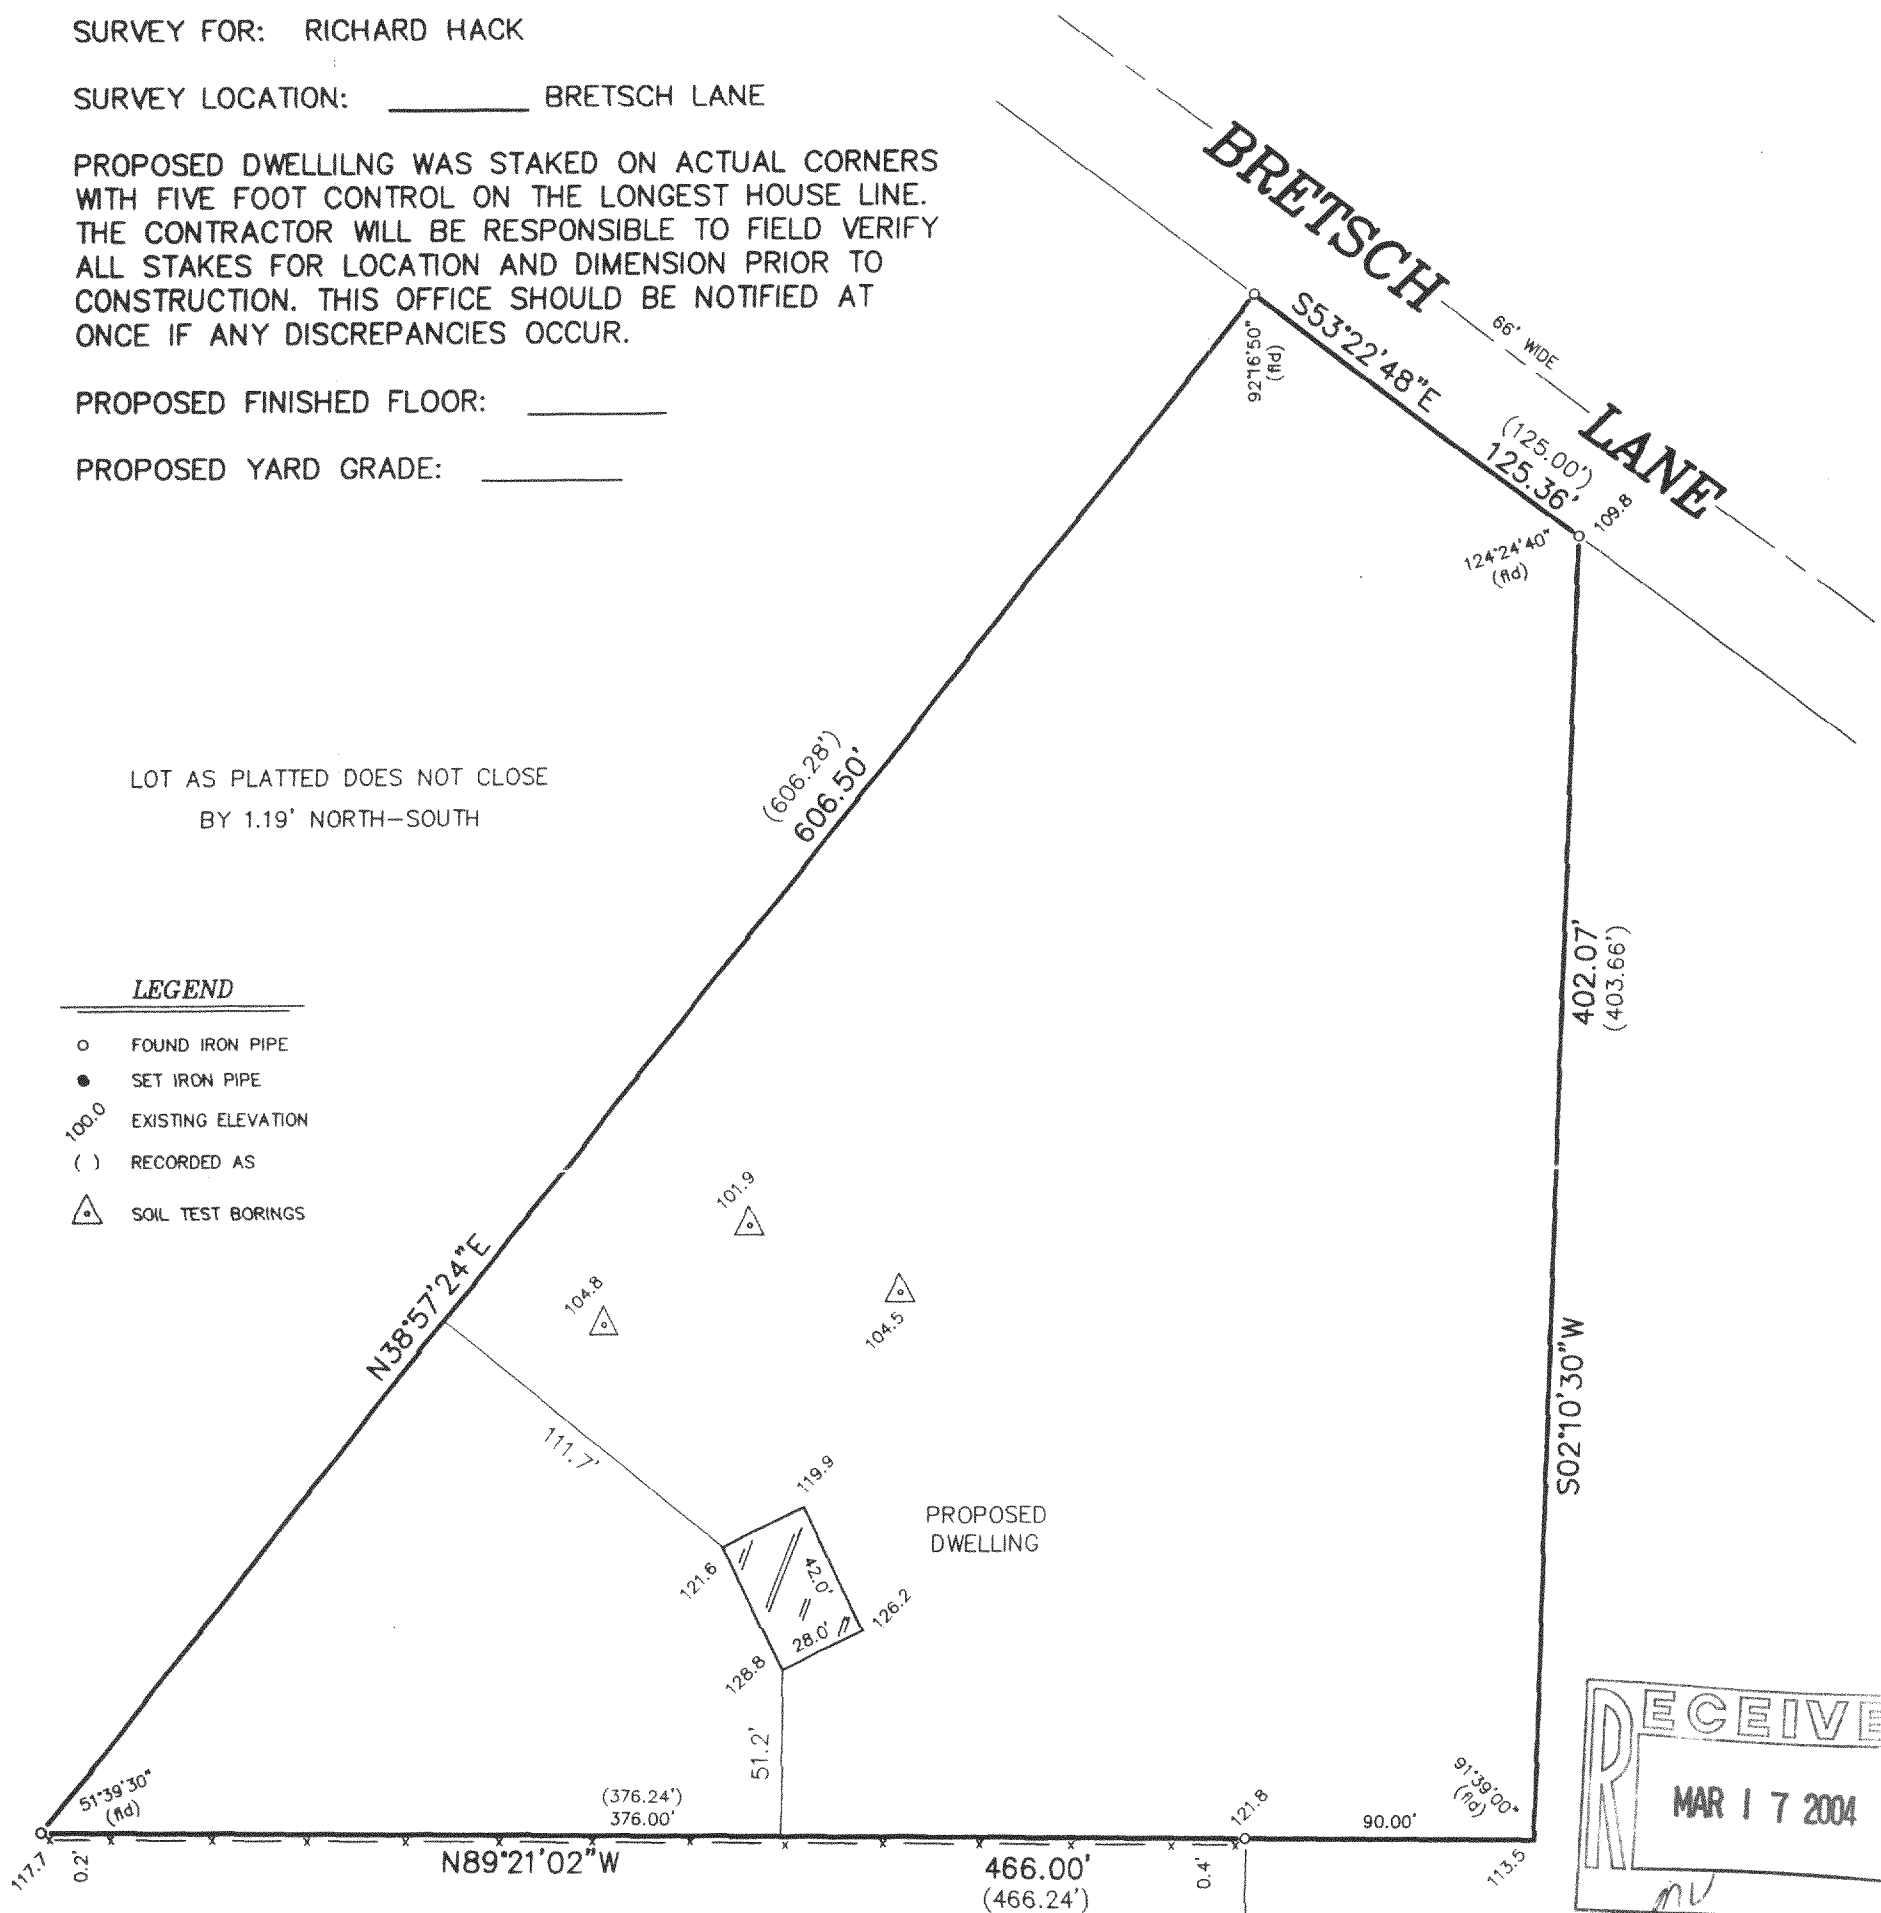 SURVEY FOR: RICHARD HACK
SURVEY LOCATION: BRETSCH LANE
PROPOSED DWELLILNG WAS STAKED ON ACTUAL CORNERS
WITH FIVE FOOT CONTROL ON THE LONGEST HOUSE LINE.
THE CONTRACTOR WILL BE RESPONSIBLE TO FIELD VERIFY
ALL STAKES FOR LOCATION AND DIMENSION PRIOR TO
CONSTRUCTION. THIS OFFICE SHOULD BE NOTIFIED AT
ONCE IF ANY DISCREPANCIES OCCUR.
PROPOSED FINISHED FLOOR:
PROPOSED YARD GRADE:
BRETSCH LANE
66' WIDE
S53°22'48"E
(125.00')
125.36'
109.8
92°16'50"
(fld)
124°24'40"
(fld)
(606.28')
606.50'
LOT AS PLATTED DOES NOT CLOSE
BY 1.19' NORTH-SOUTH
402.07'
(403.66')
LEGEND
FOUND IRON PIPE
SET IRON PIPE
100.0 EXISTING ELEVATION
( ) RECORDED AS
SOIL TEST BORINGS
101.9
104.8
104.5
N38°57'24"E
S02°10'30"W
111.7'
119.9
PROPOSED
DWELLING
121.6
42.0'
126.2
28.0'
128.8
51.2'
51°39'30"
(fld)
(376.24')
376.00'
121.8
90.00'
91°39'00"
(fld)
117.7
0.2'
N89°21'02"W
466.00'
(466.24')
0.4'
113.5
RECEIVE
MAR 17 2004